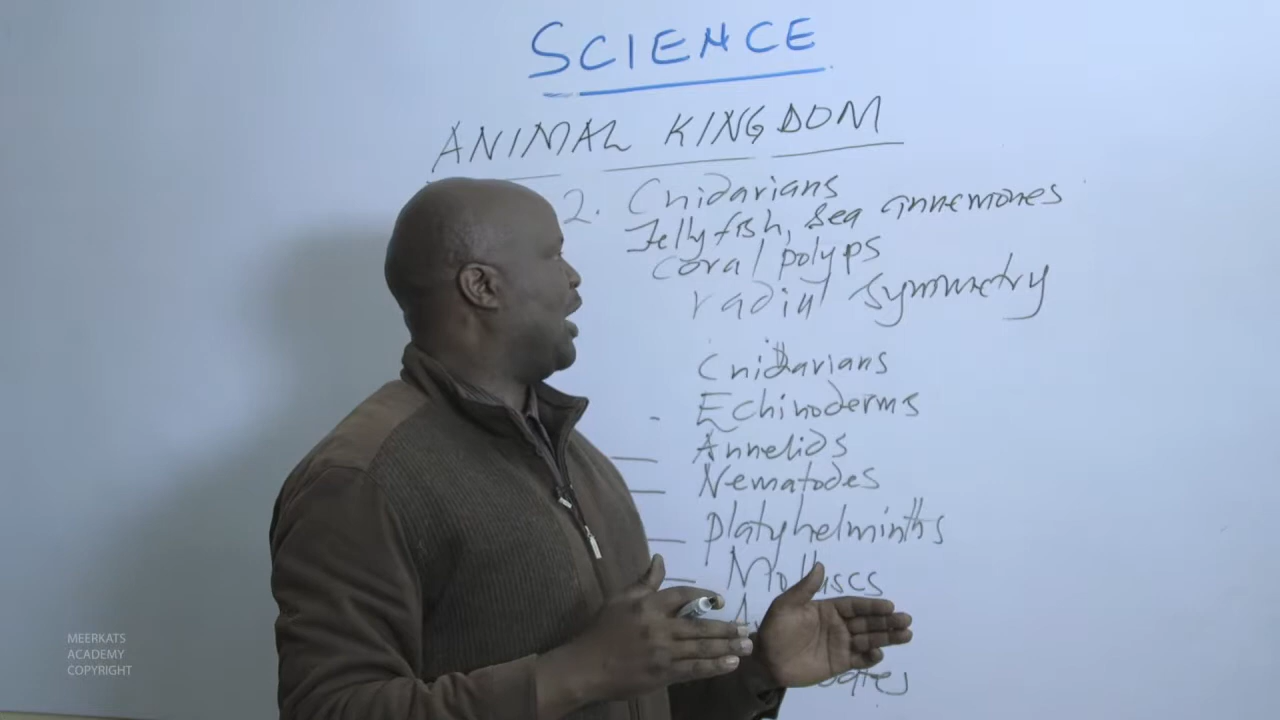 SCIENCE
ANIMAL KINGDOM
2. Cnidarians
Jellyfish, Sea annemones
coral polyps
radial symmetry
Cnidarians
- Echinoderms
— Annelids
— Nematodes
— Platyhelminths
— Molluscs
MEERKATS
ACADEMY
COPYRIGHT